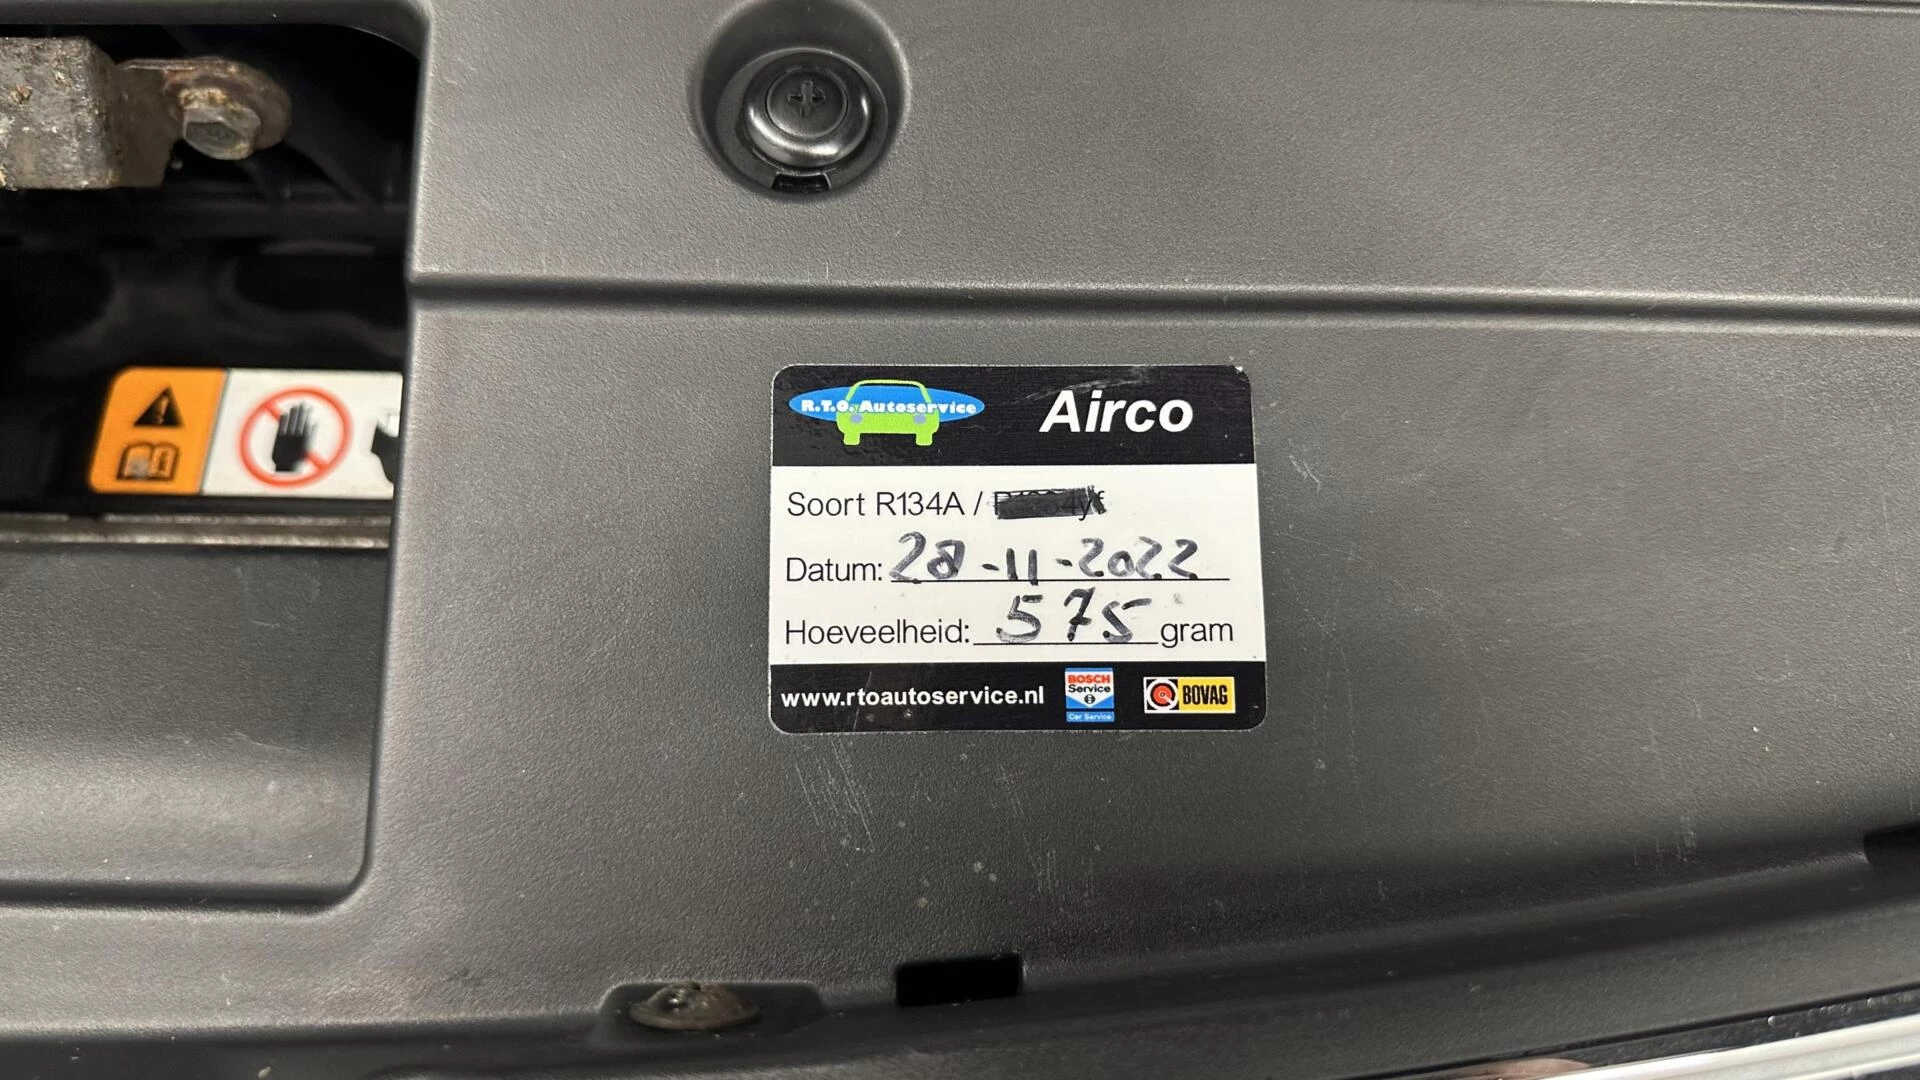 R.T.O. Autoservice
Airco
Soort R134A /
Datum: 28-11-2022
Hoeveelheid: 575 gram
www.rtoautoservice.nl
BOSCH
Service
Car Service
BOVAG